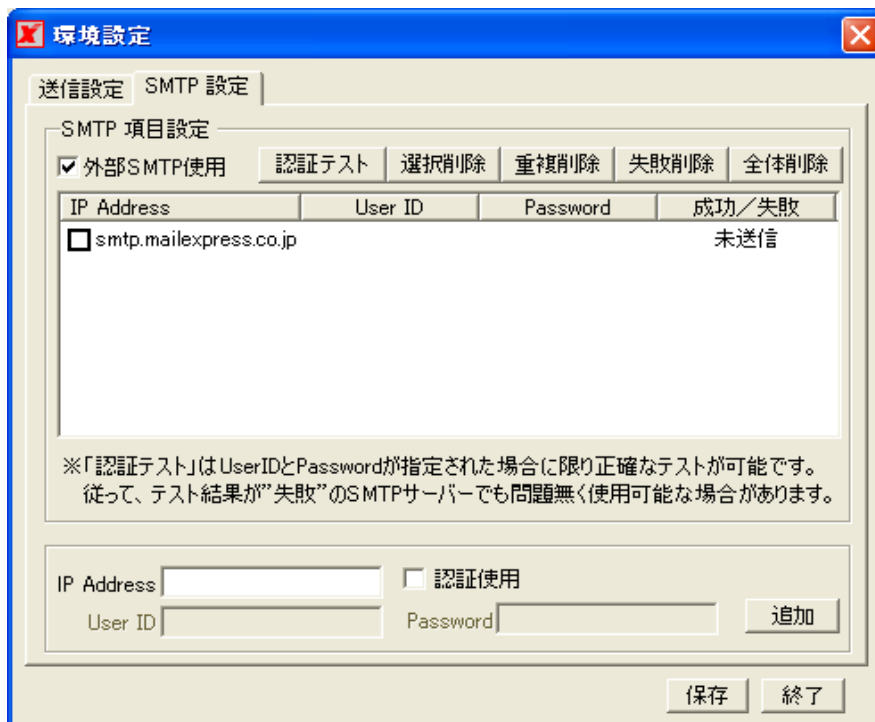 環境設定
送信設定 SMTP 設定
SMTP 項目設定
外部SMTP使用 認証テスト 選択削除 重複削除 失敗削除 全体削除
IP Address User ID Password 成功／失敗
smtp.mailexpress.co.jp 未送信
※「認証テスト」はUserIDとPasswordが指定された場合に限り正確なテストが可能です。
従って、テスト結果が”失敗”のSMTPサーバーでも問題無く使用可能な場合があります。
IP Address 認証使用
User ID Password 追加
保存 終了